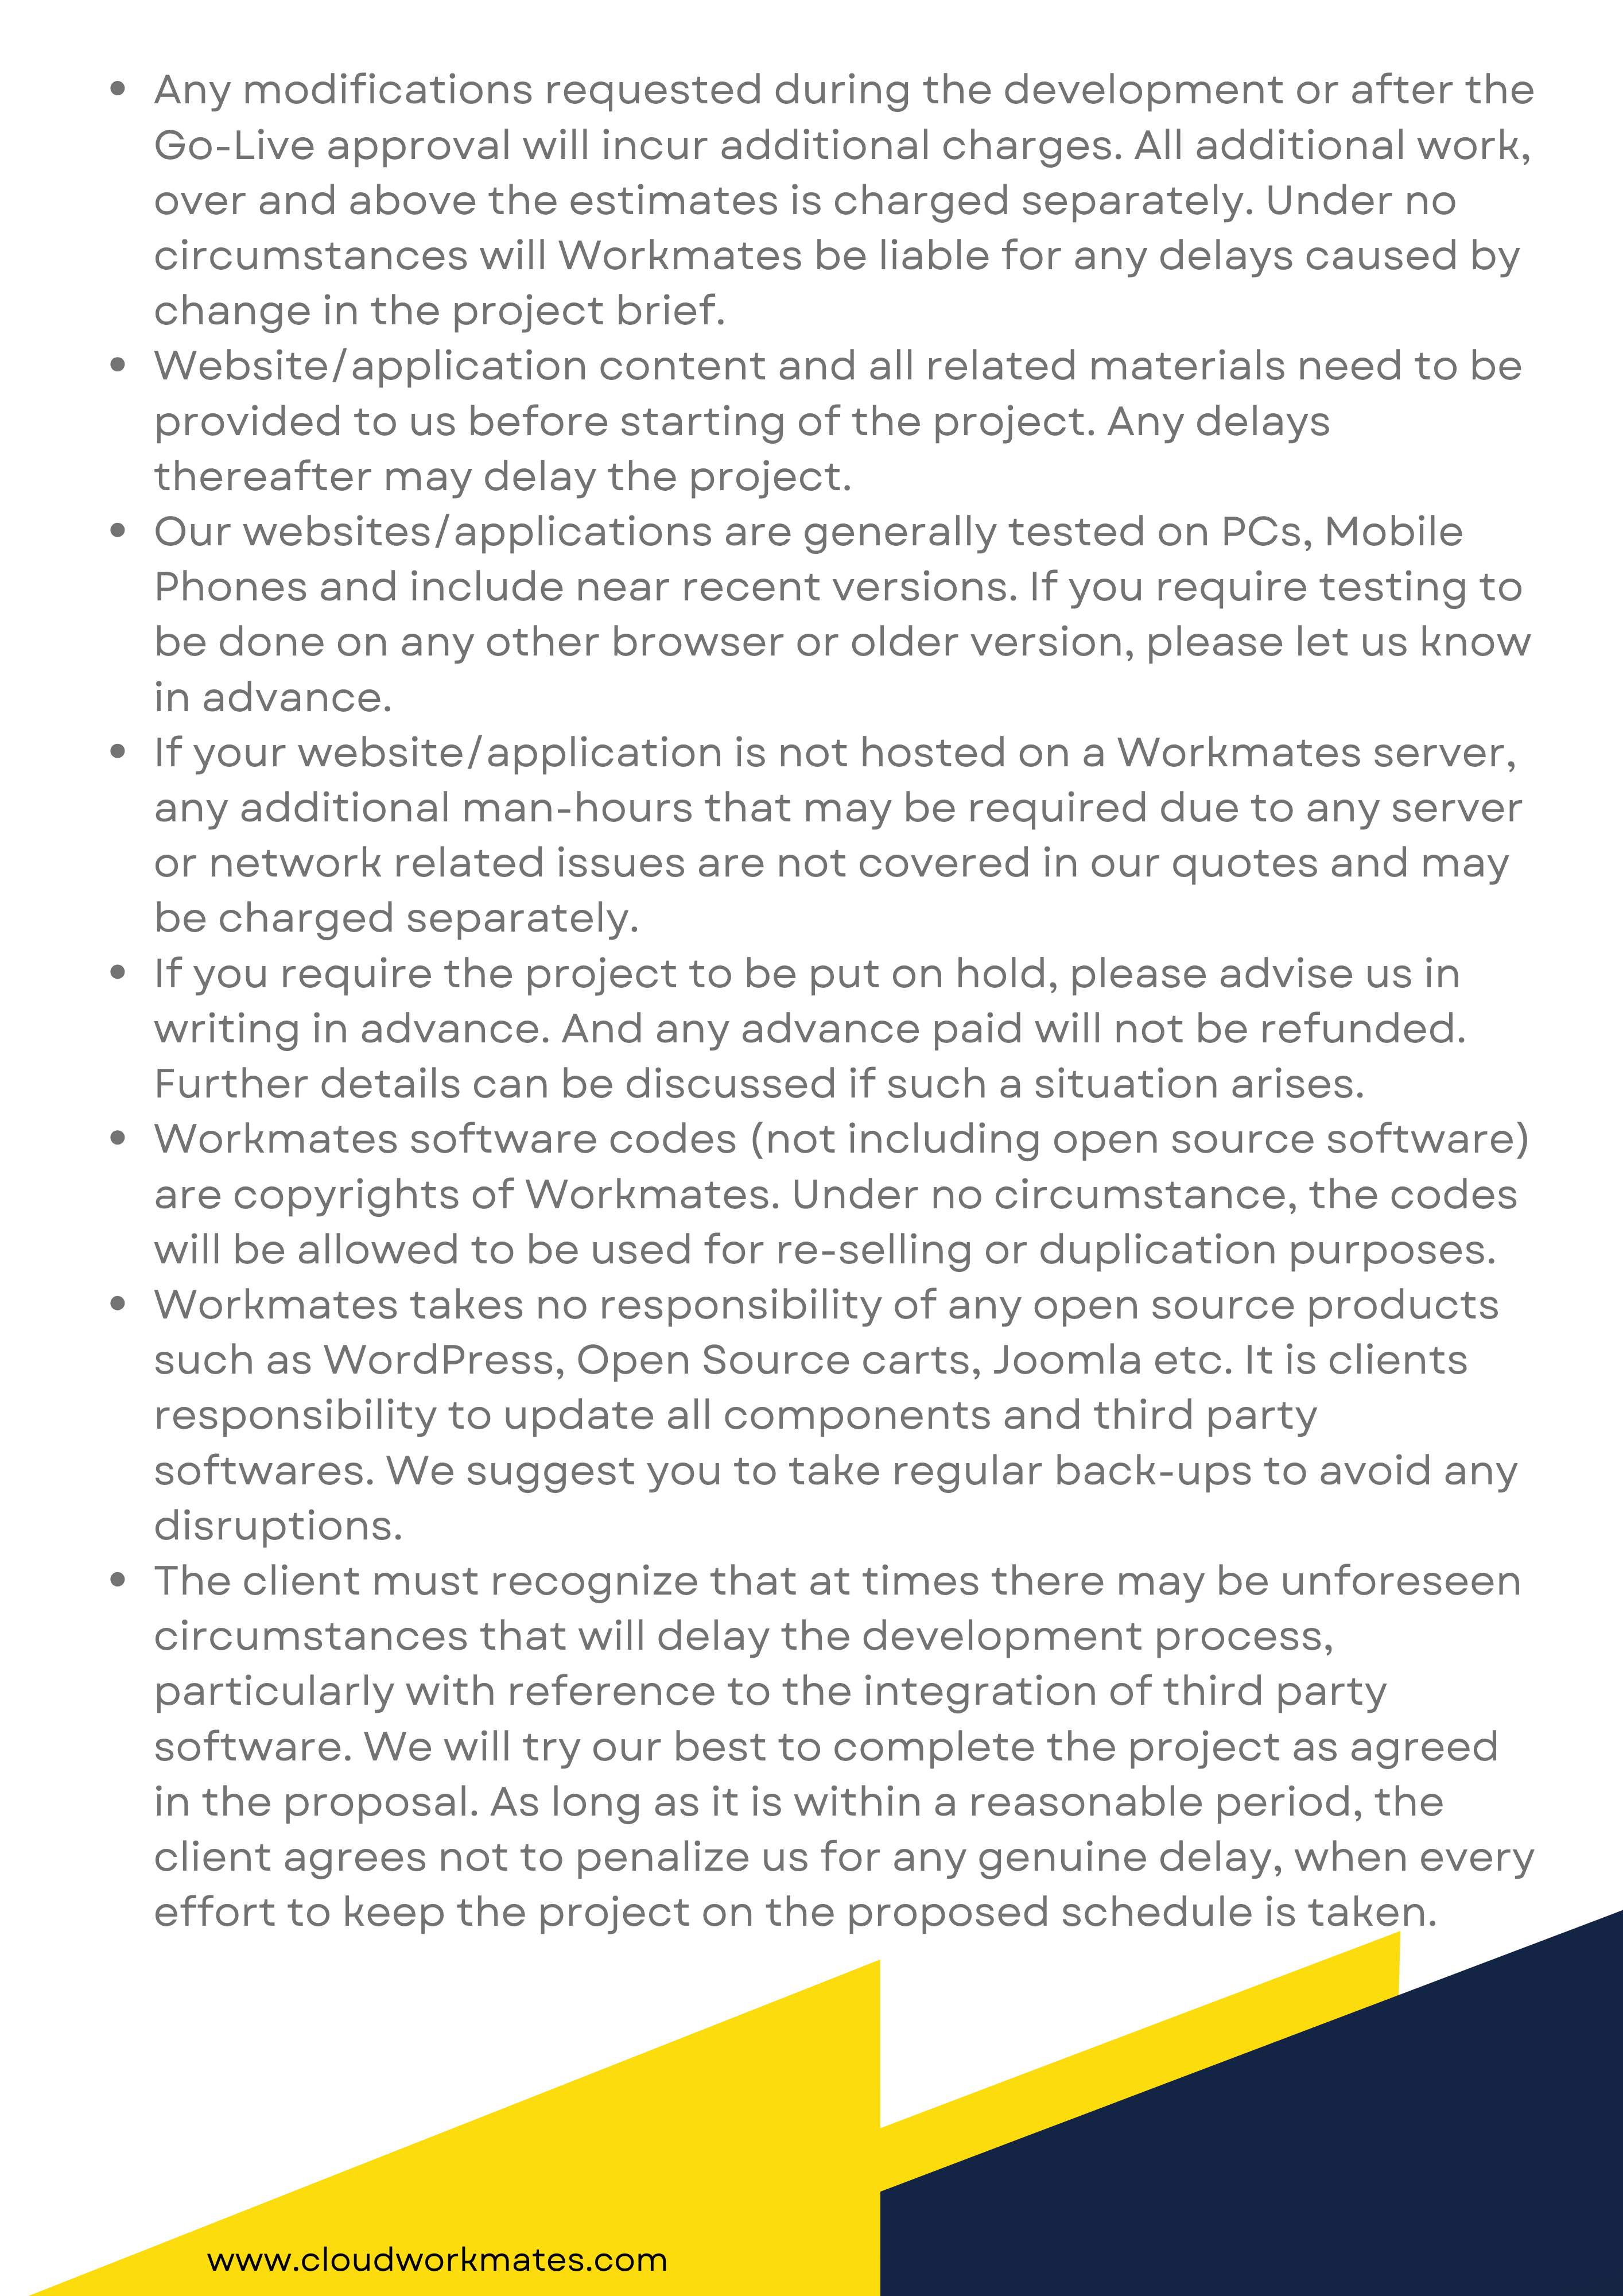 • Any modifications requested during the development or after the
Go-Live approval will incur additional charges. All additional work,
over and above the estimates is charged separately. Under no
circumstances will Workmates be liable for any delays caused by
change in the project brief.
• Website/application content and all related materials need to be
provided to us before starting of the project. Any delays
thereafter may delay the project.
• Our websites/applications are generally tested on PCs, Mobile
Phones and include near recent versions. If you require testing to
be done on any other browser or older version, please let us know
in advance.
• If your website/application is not hosted on a Workmates server,
any additional man-hours that may be required due to any server
or network related issues are not covered in our quotes and may
be charged separately.
• If you require the project to be put on hold, please advise us in
writing in advance. And any advance paid will not be refunded.
Further details can be discussed if such a situation arises.
• Workmates software codes (not including open source software)
are copyrights of Workmates. Under no circumstance, the codes
will be allowed to be used for re-selling or duplication purposes.
• Workmates takes no responsibility of any open source products
such as WordPress, Open Source carts, Joomla etc. It is clients
responsibility to update all components and third party
softwares. We suggest you to take regular back-ups to avoid any
disruptions.
• The client must recognize that at times there may be unforeseen
circumstances that will delay the development process,
particularly with reference to the integration of third party
software. We will try our best to complete the project as agreed
in the proposal. As long as it is within a reasonable period, the
client agrees not to penalize us for any genuine delay, when every
effort to keep the project on the proposed schedule is taken.
www.cloudworkmates.com